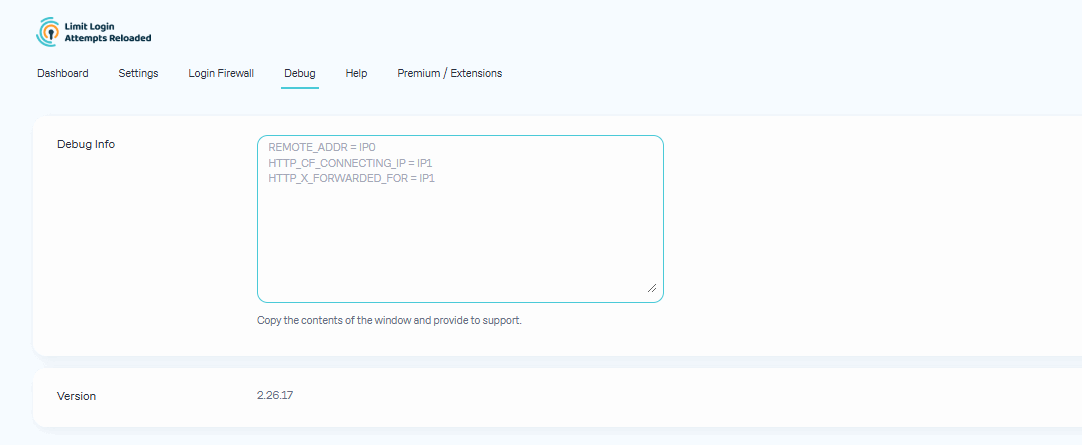 Limit Login
Attempts Reloaded
Dashboard Settings Login Firewall Debug Help Premium / Extensions
Debug Info
REMOTE_ADDR = IP0
HTTP_CF_CONNECTING_IP = IP1
HTTP_X_FORWARDED_FOR = IP1
Copy the contents of the window and provide to support.
Version 2.26.17